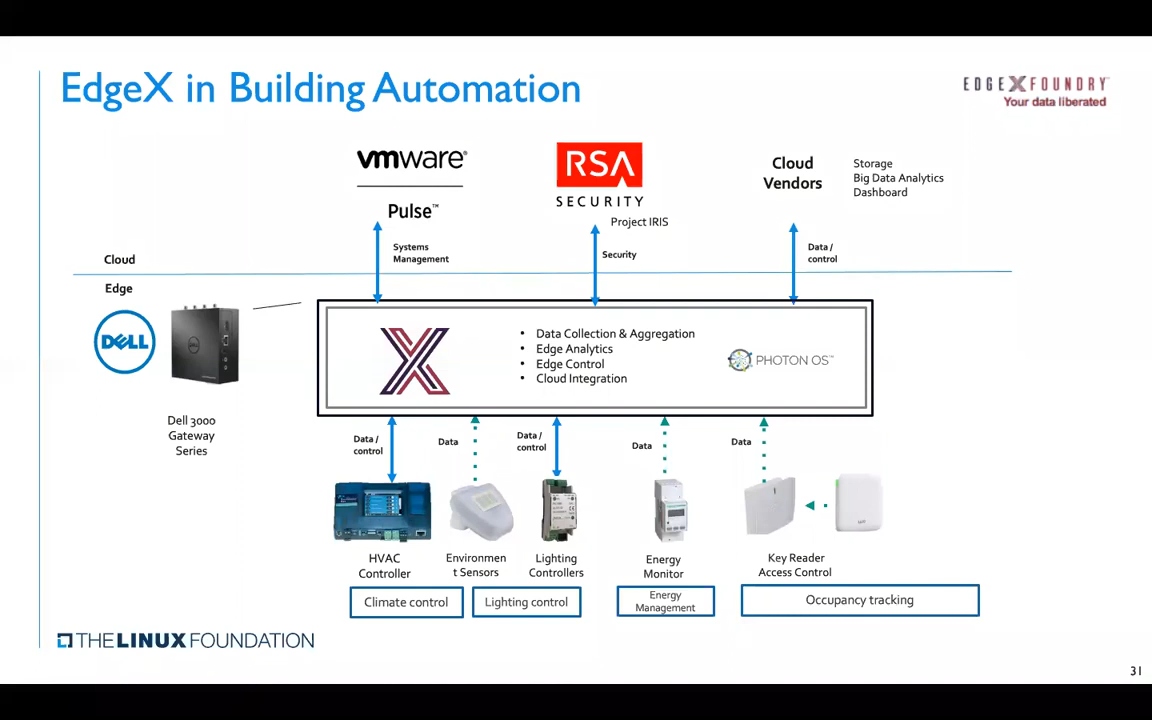 EdgeX in Building Automation
EDGE X FOUNDRY™
Your data liberated
vmware®
Pulse™
RSA
SECURITY
Project IRIS
Cloud
Vendors
Storage
Big Data Analytics
Dashboard
Systems
Management
Security
Data /
control
Cloud
Edge
DELL
Dell 3000
Gateway
Series
• Data Collection & Aggregation
• Edge Analytics
• Edge Control
• Cloud Integration
PHOTON OS™
Data /
control
Data
Data /
control
Data
Data
HVAC
Controller
Environmen
t Sensors
Lighting
Controllers
Energy
Monitor
Key Reader
Access Control
Climate control
Lighting control
Energy
Management
Occupancy tracking
THE LINUX FOUNDATION
31